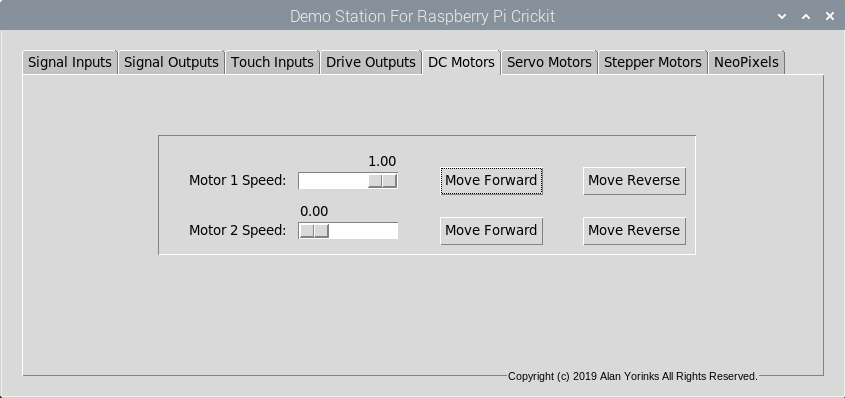 Demo Station For Raspberry Pi Crickit
Signal Inputs Signal Outputs Touch Inputs Drive Outputs DC Motors Servo Motors Stepper Motors NeoPixels
1.00
Motor 1 Speed: Move Forward Move Reverse
0.00
Motor 2 Speed: Move Forward Move Reverse
Copyright (c) 2019 Alan Yorinks All Rights Reserved.